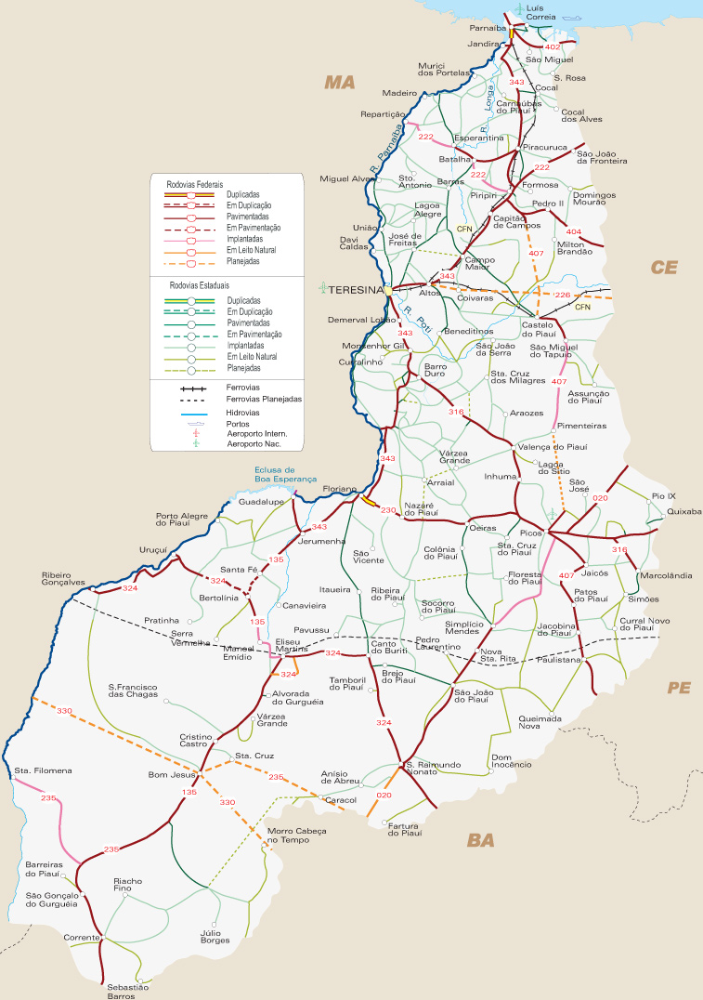 Luís
Correia
Parnaíba
Jandira
402
São Miguel
343
S. Rosa
Murici
dos Portelas
Cocal
MA
Madeiro
R. Longa
Carnaúbas
do Piauí
Cocal
dos Alves
Repartição
222
Esperantina
R. Parnaíba
Piracuruca
São João
da Fronteira
Batalha
222
222
Miguel Alves
Sto.
Antonio
Barras
Formosa
Piripiri
Domingos
Mourão
Pedro II
Lagoa
Alegre
União
CFN
Capitão
de Campos
404
Davi
Caldas
José de
Freitas
407
Milton
Brandão
Campo
Maior
CE
343
TERESINA
Altos
Coivaras
226
CFN
R. Poti
Demerval Lobão
343
Beneditinos
Castelo
do Piauí
Monsenhor Gil
São João
da Serra
São Miguel
do Tapuio
Curralinho
Barro
Duro
Sta. Cruz
dos Milagres
407
Assunção
do Piauí
316
Araozes
Pimenteiras
Valença do Piauí
343
Várzea
Grande
Lagoa
do Sítio
Inhuma
Arraial
São
José
Eclusa de
Boa Esperança
Floriano
020
Pio IX
Guadalupe
Nazaré
do Piauí
230
Quixaba
Porto Alegre
do Piauí
343
Oeiras
Picos
Jerumenha
Uruçuí
São
Vicente
Colônia
do Piauí
Sta. Cruz
do Piauí
316
135
Santa Fé
Ribeiro
Gonçalves
324
324
Floresta
do Piauí
407
Jaicós
Marcolândia
Bertolínia
Itaueira
Ribeira
do Piauí
Patos
do Piauí
Canavieira
Socorro
do Piauí
Simões
Pratinha
135
Simplício
Mendes
Jacobina
do Piauí
Curral Novo
do Piauí
Serra
Vermelha
Pavussu
Manoel
Emídio
Eliseu
Martins
324
Canto
do Buriti
Pedro
Laurentino
Nova
Sta. Rita
Paulistana
324
Brejo
do Piauí
Tamboril
do Piauí
PE
S.Francisco
das Chagas
Alvorada
do Gurguéia
São João
do Piauí
330
Várzea
Grande
324
Queimada
Nova
Cristino
Castro
Sta. Cruz
Dom
Inocêncio
Sta. Filomena
Bom Jesus
235
Anísio
de Abreu
S. Raimundo
Nonato
135
235
330
020
Caracol
Fartura
do Piauí
Morro Cabeça
no Tempo
BA
235
Barreiras
do Piauí
Riacho
Fino
São Gonçalo
do Gurguéia
Corrente
Júlio
Borges
Sebastião
Barros
Rodovias Federais
Duplicadas
Em Duplicação
Pavimentadas
Em Pavimentação
Implantadas
Em Leito Natural
Planejadas
Rodovias Estaduais
Duplicadas
Em Duplicação
Pavimentadas
Em Pavimentação
Implantadas
Em Leito Natural
Planejadas
Ferrovias
Ferrovias Planejadas
Hidrovias
Portos
Aeroporto Intern.
Aeroporto Nac.